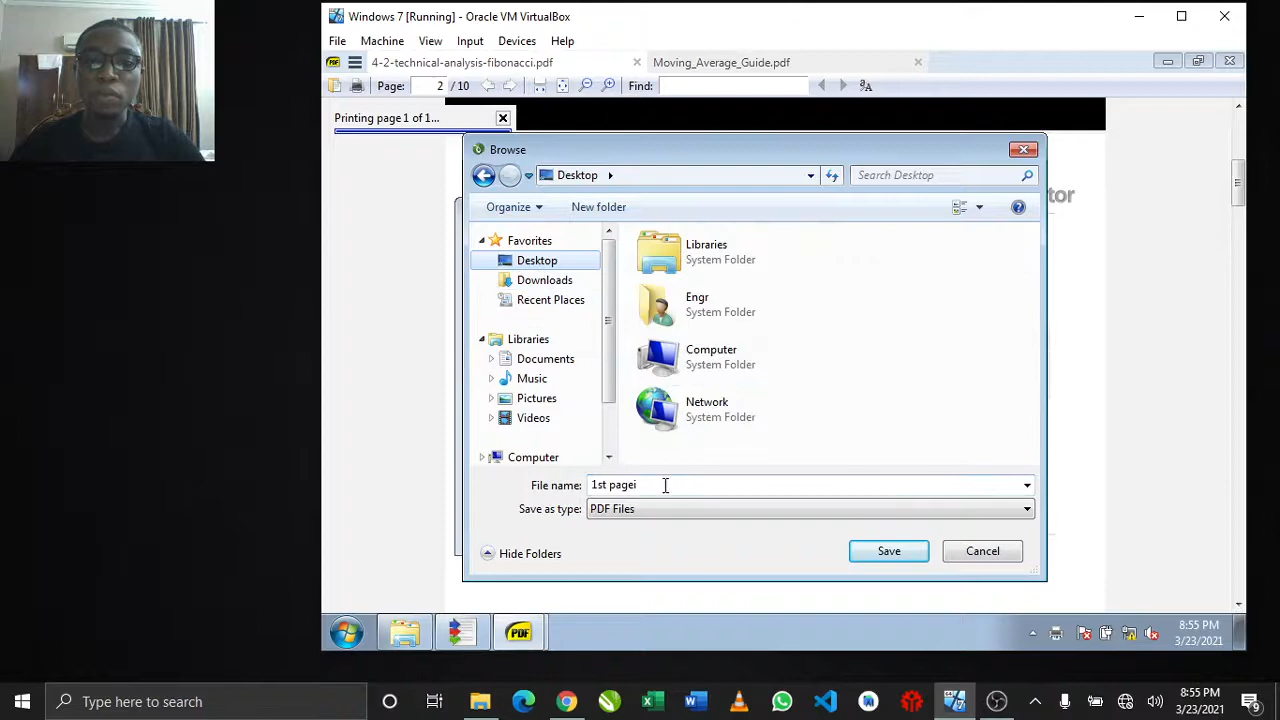 Windows 7 [Running] - Oracle VM VirtualBox
File Machine View Input Devices Help
PDF 4-2-technical-analysis-fibonacci.pdf Moving_Average_Guide.pdf
Page: 2 / 10 Find:
Printing page 1 of 1...
Browse
Desktop
Search Desktop
tor
Organize
New folder
Favorites
Desktop
Downloads
Recent Places
Libraries
Documents
Music
Pictures
Videos
Computer
Libraries
System Folder
Engr
System Folder
Computer
System Folder
Network
System Folder
File name: 1st pagei
Save as type: PDF Files
Hide Folders
Save
Cancel
PDF
8:55 PM
3/23/2021
Type here to search
8:55 PM
3/23/2021
9